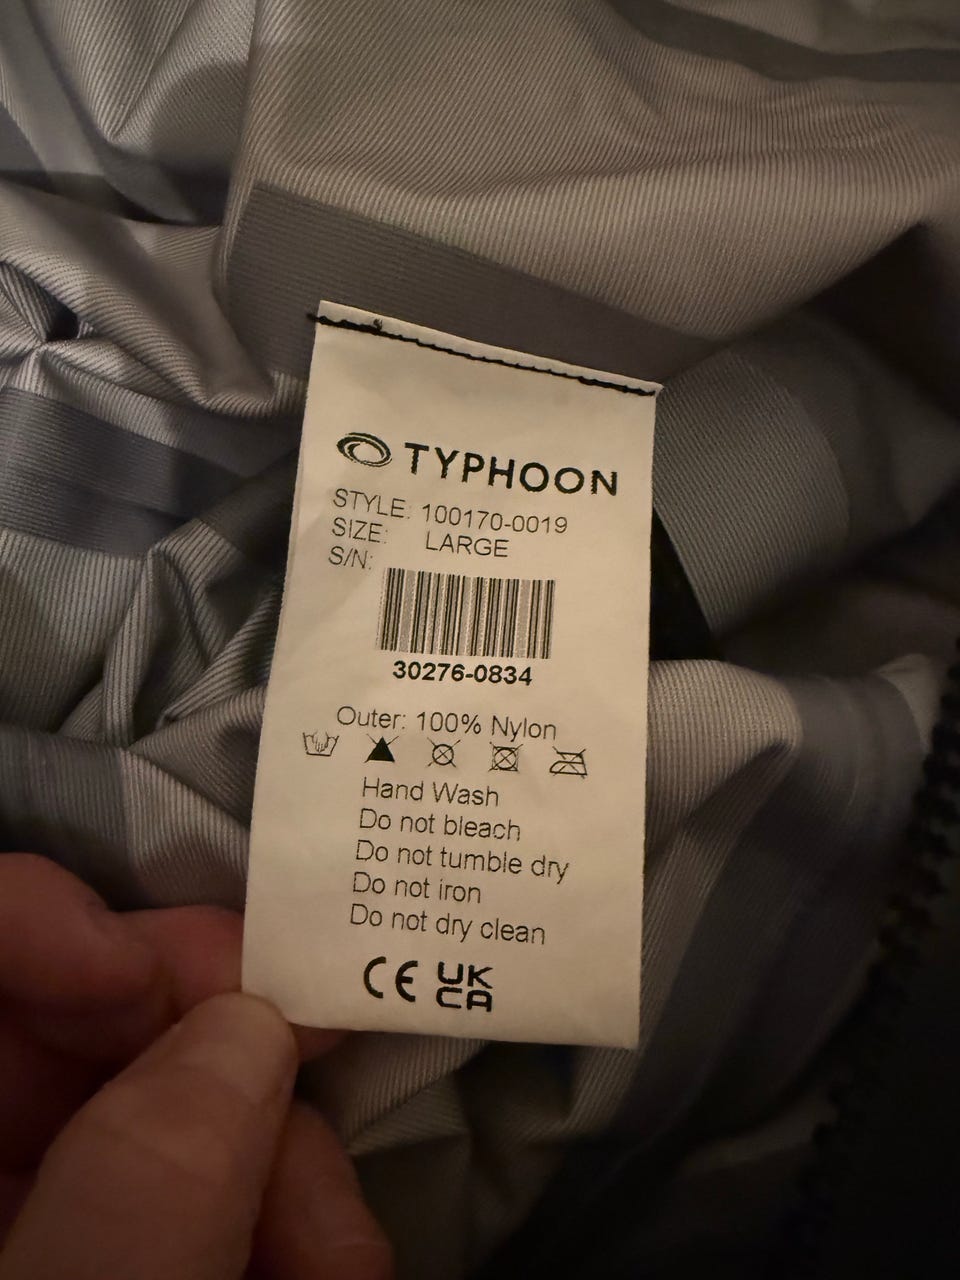 TYPHOON
STYLE: 100170-0019
SIZE: LARGE
S/N:
30276-0834
Outer: 100% Nylon
Hand Wash
Do not bleach
Do not tumble dry
Do not iron
Do not dry clean
CE UK
CA